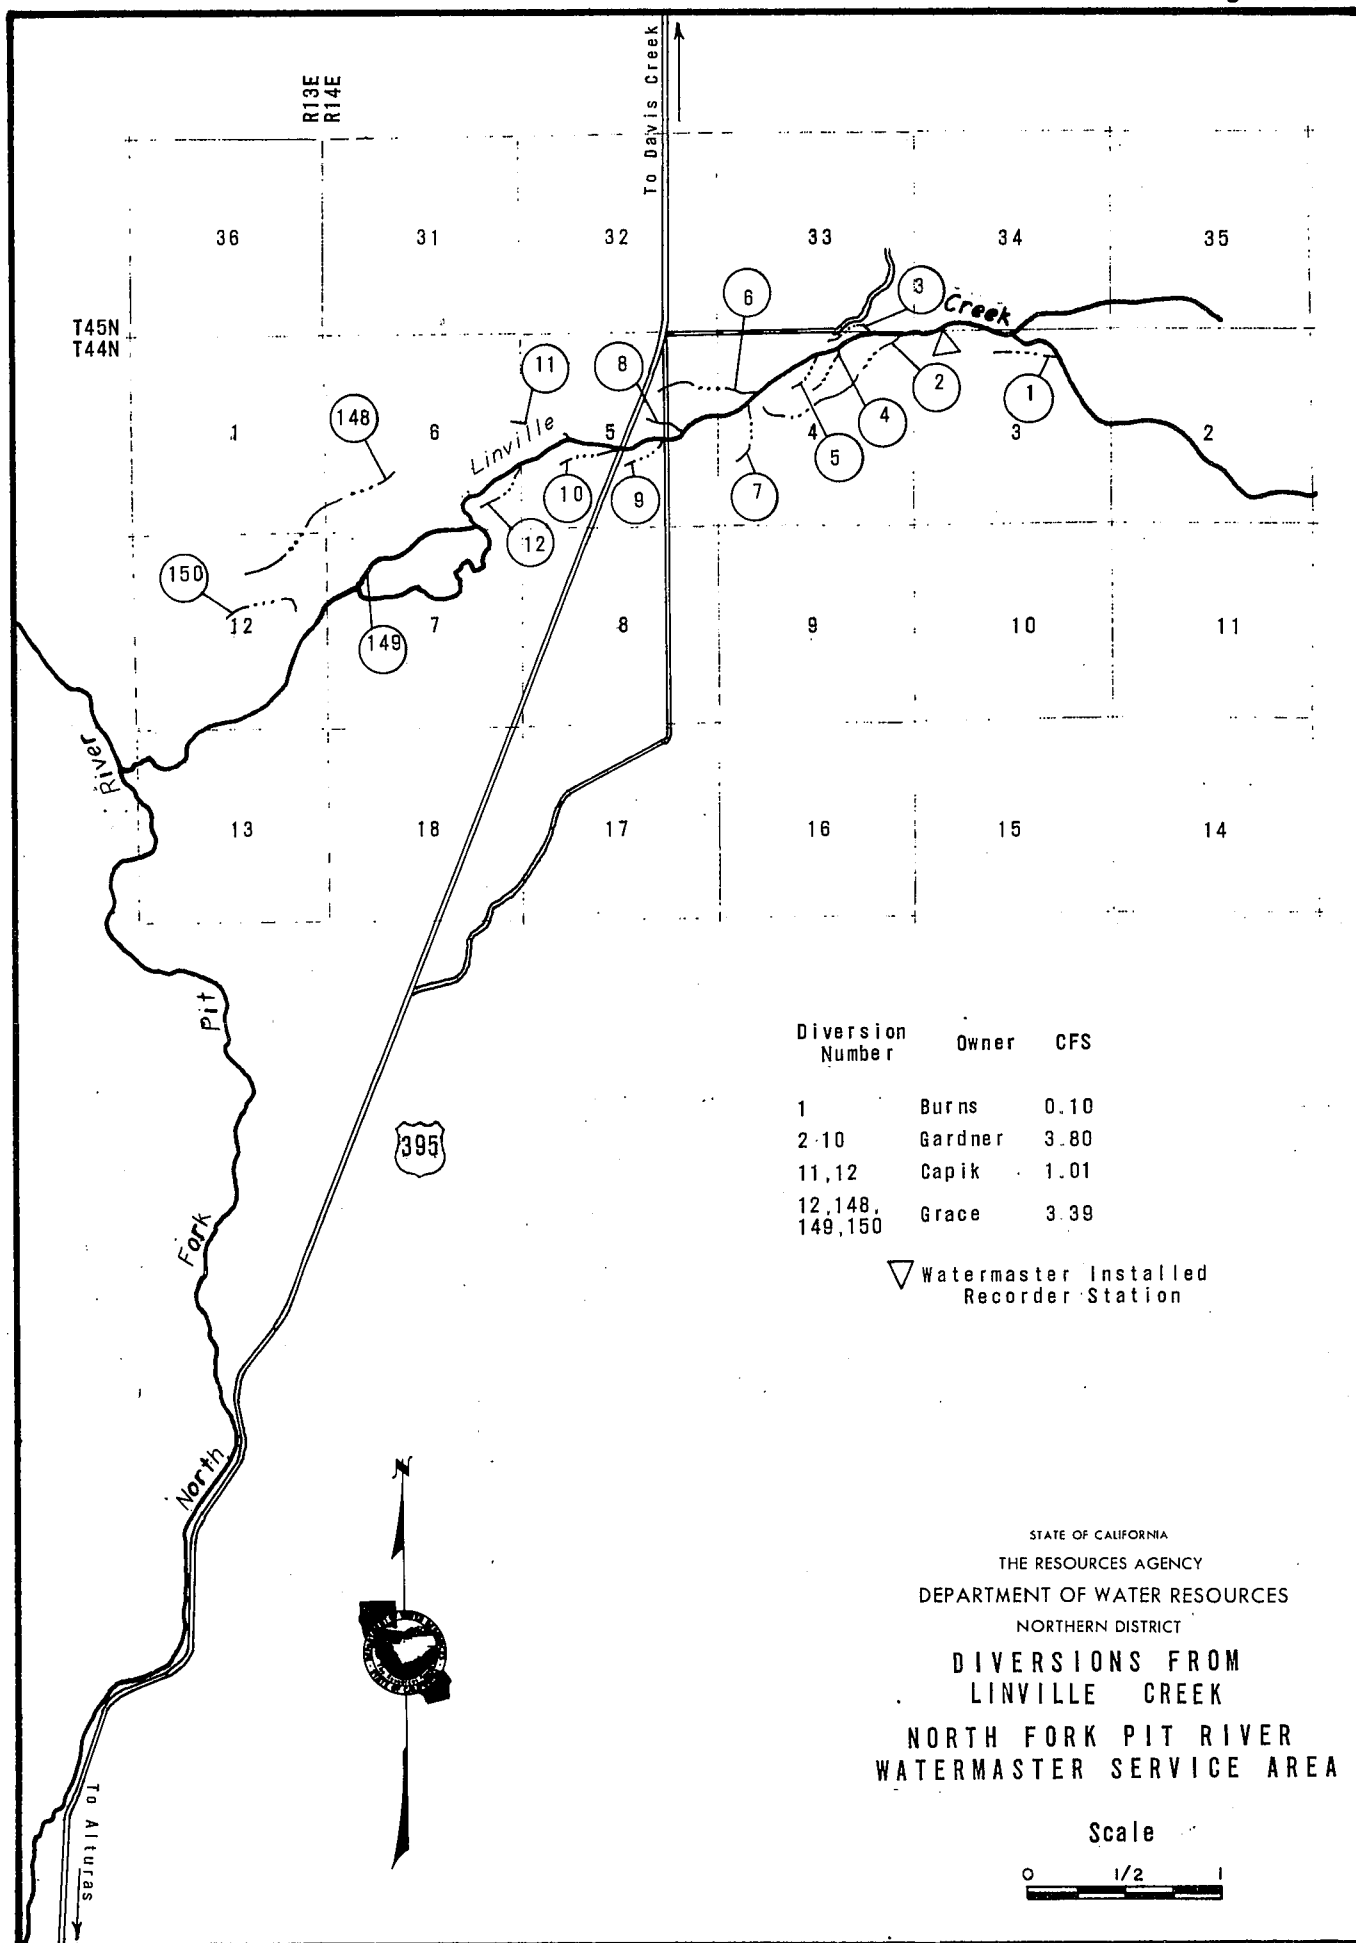 To Davis Creek
R13E
R14E
36 31 32 33 34 35
T45N
T44N
6 3 Creek
11 8 2 1
148 4
1 6 Linville 5 4 3 2
5
10 9 7
12
150
12 7 8 9 10 11
149
River
13 18 17 16 15 14
Pit
Fork
North
395
Diversion Number Owner CFS
1 Burns 0.10
2-10 Gardner 3.80
11,12 Capik 1.01
12,148,
149,150 Grace 3.39
Watermaster Installed
Recorder Station
N
STATE OF CALIFORNIA
THE RESOURCES AGENCY
DEPARTMENT OF WATER RESOURCES
NORTHERN DISTRICT
DIVERSIONS FROM
LINVILLE CREEK
NORTH FORK PIT RIVER
WATERMASTER SERVICE AREA
Scale
0 1/2 1
To Alturas